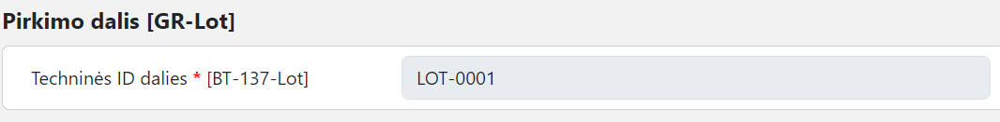 Pirkimo dalis [GR-Lot]
Techninės ID dalies * [BT-137-Lot]
LOT-0001